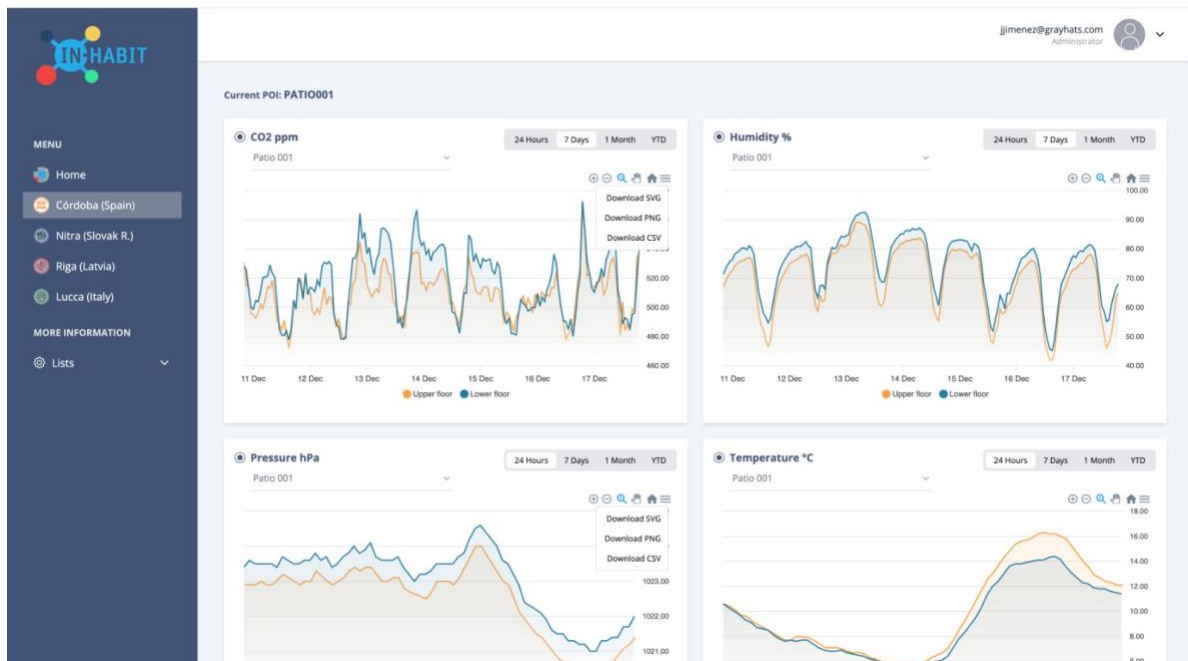 INHABIT
jjimenez@grayhats.com
Administrator
Current POI: PATIO001
MENU
Home
Córdoba (Spain)
Nitra (Slovak R.)
Riga (Latvia)
Lucca (Italy)
MORE INFORMATION
Lists
CO2 ppm
24 Hours 7 Days 1 Month YTD
Patio 001
Download SVG
Download PNG
Download CSV
520.00
500.00
480.00
460.00
11 Dec 12 Dec 13 Dec 14 Dec 15 Dec 16 Dec 17 Dec
Upper floor Lower floor
Humidity %
24 Hours 7 Days 1 Month YTD
Patio 001
100.00
90.00
80.00
70.00
60.00
50.00
40.00
11 Dec 12 Dec 13 Dec 14 Dec 15 Dec 16 Dec 17 Dec
Upper floor Lower floor
Pressure hPa
24 Hours 7 Days 1 Month YTD
Patio 001
Download SVG
Download PNG
Download CSV
1023.00
1022.00
1021.00
Temperature °C
24 Hours 7 Days 1 Month YTD
Patio 001
18.00
16.00
14.00
12.00
10.00
8.00